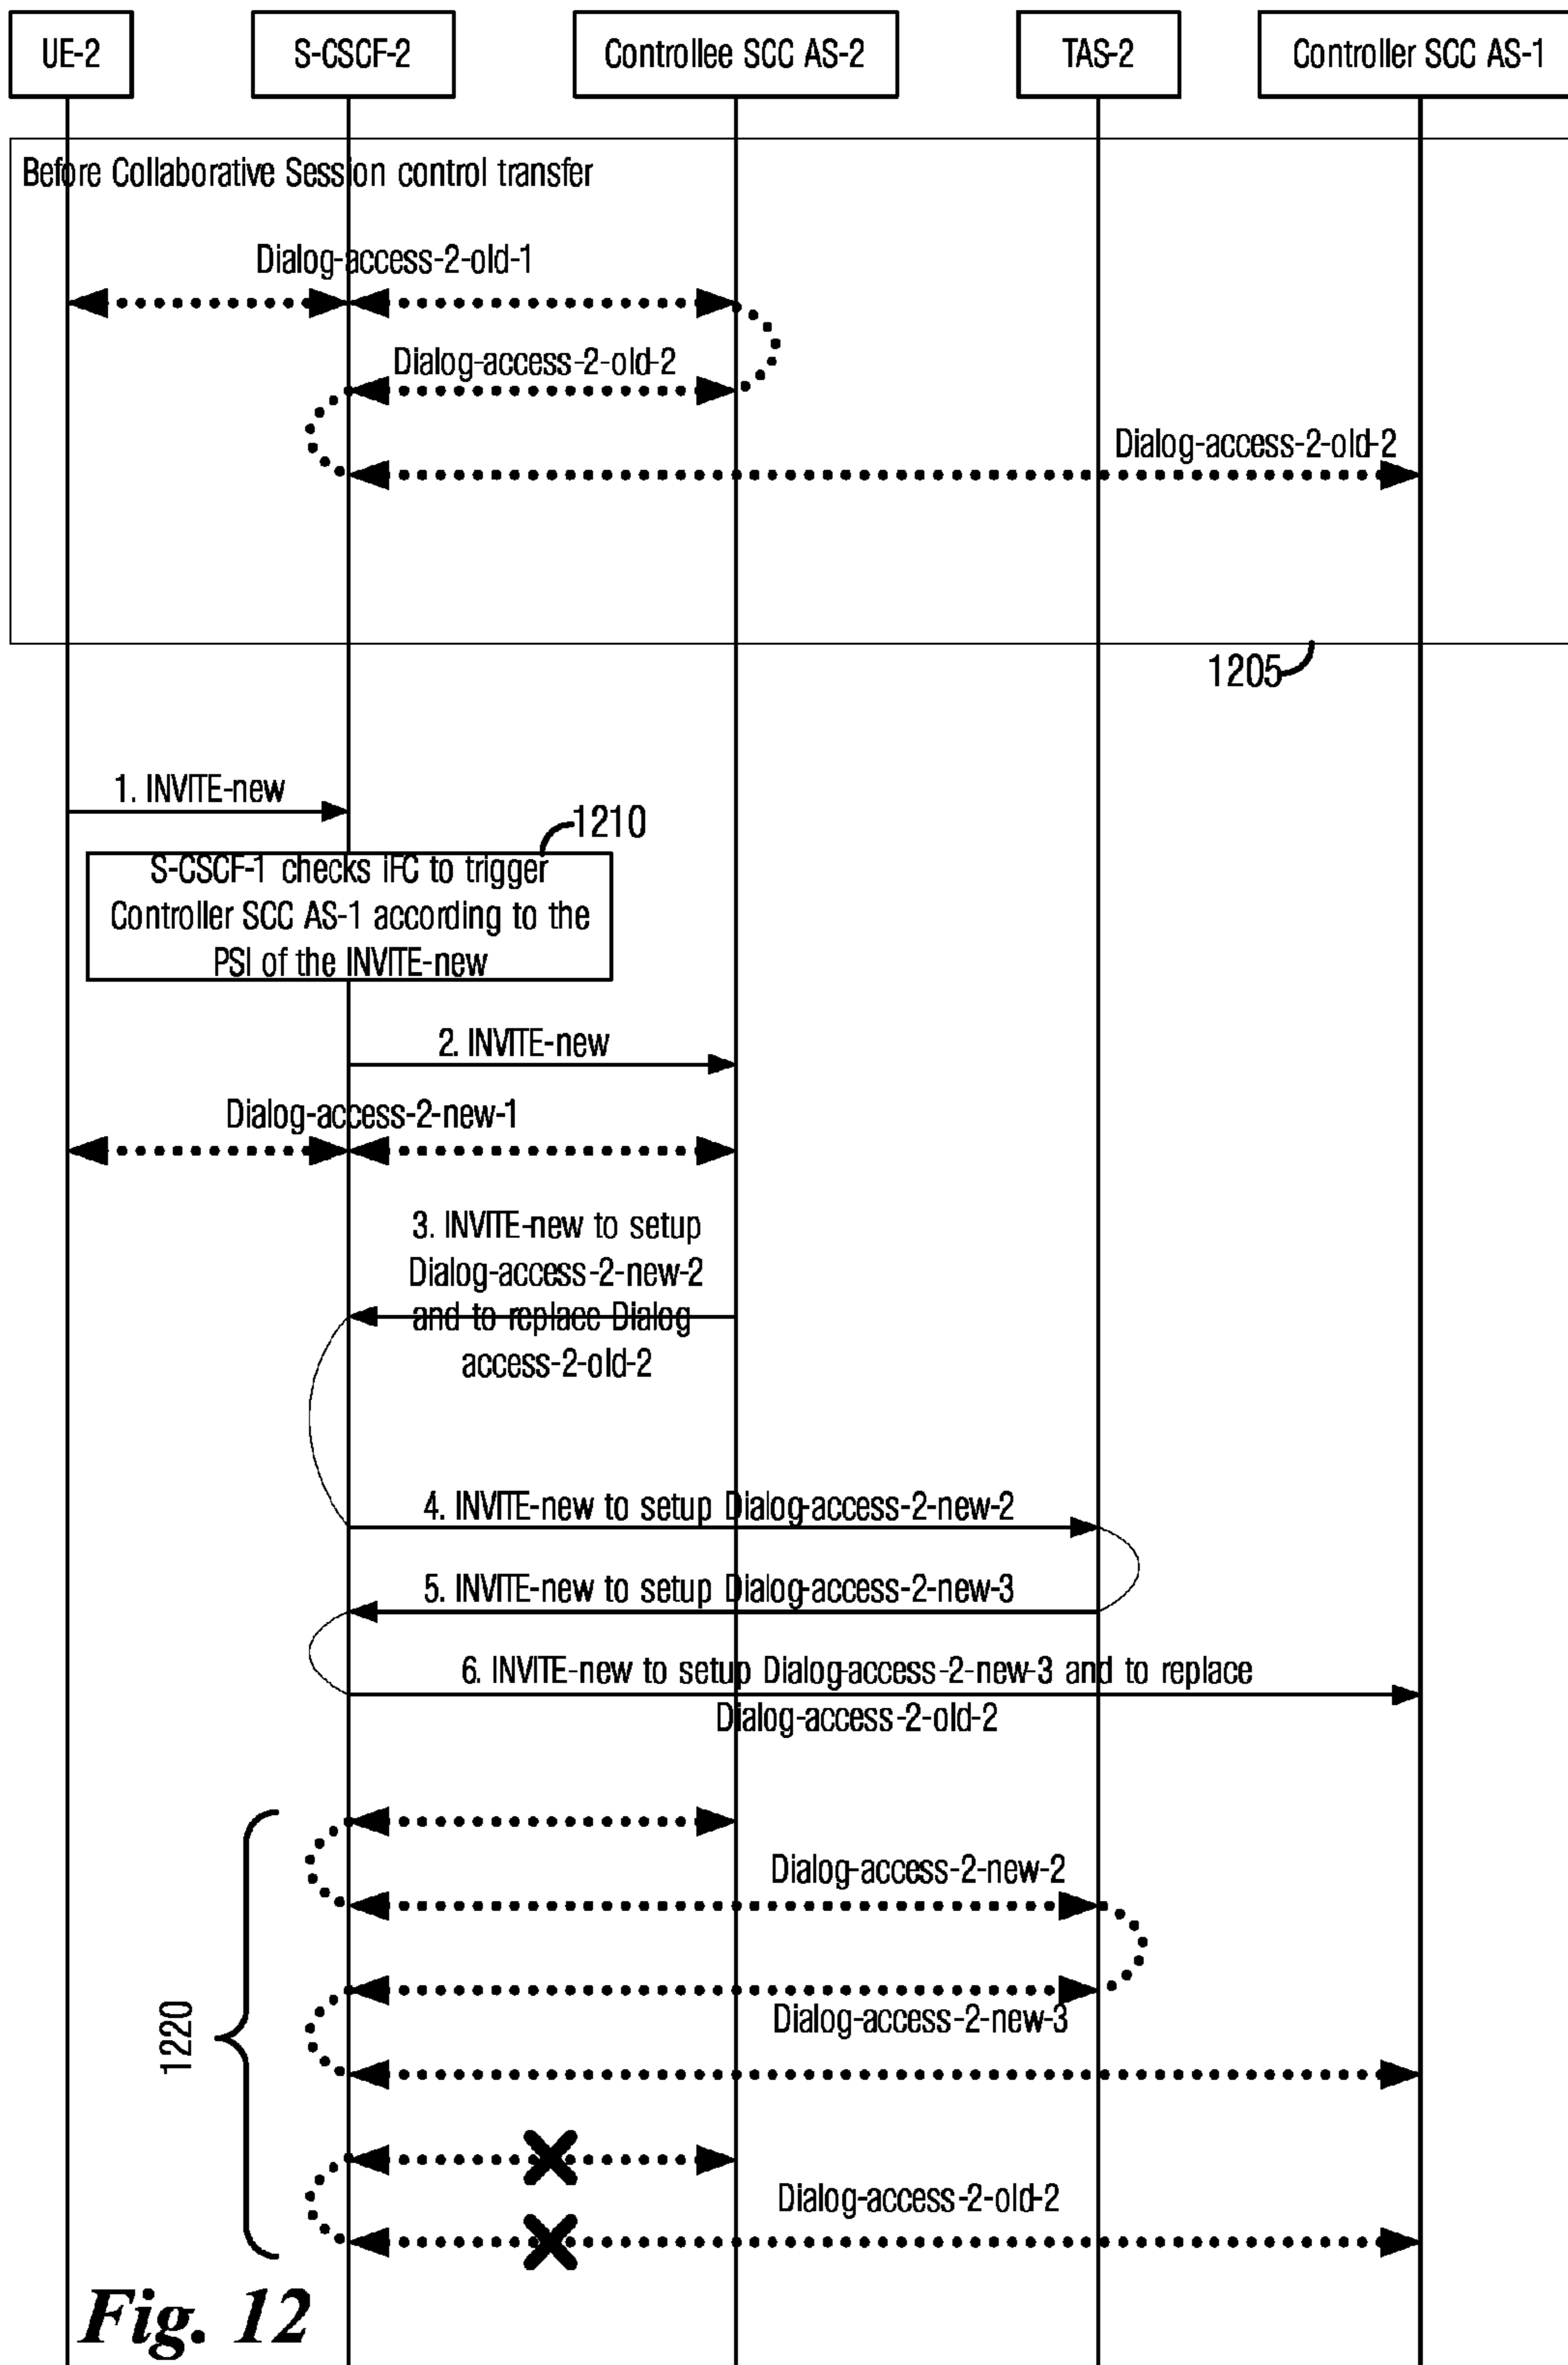 UE-2
S-CSCF-2
Controllee SCC AS-2
TAS-2
Controller SCC AS-1
Before Collaborative Session control transfer
Dialog-access-2-old-1
Dialog-access-2-old-2
Dialog-access-2-old-2
1205
1. INVITE-new
1210
S-CSCF-1 checks iFC to trigger
Controller SCC AS-1 according to the
PSI of the INVITE-new
2. INVITE-new
Dialog-access-2-new-1
3. INVITE-new to setup
Dialog-access-2-new-2
and to replace Dialog
access-2-old-2
4. INVITE-new to setup Dialog-access-2-new-2
5. INVITE-new to setup Dialog-access-2-new-3
6. INVITE-new to setup Dialog-access-2-new-3 and to replace
Dialog-access-2-old-2
Dialog-access-2-new-2
1220
Dialog-access-2-new-3
Dialog-access-2-old-2
Fig. 12